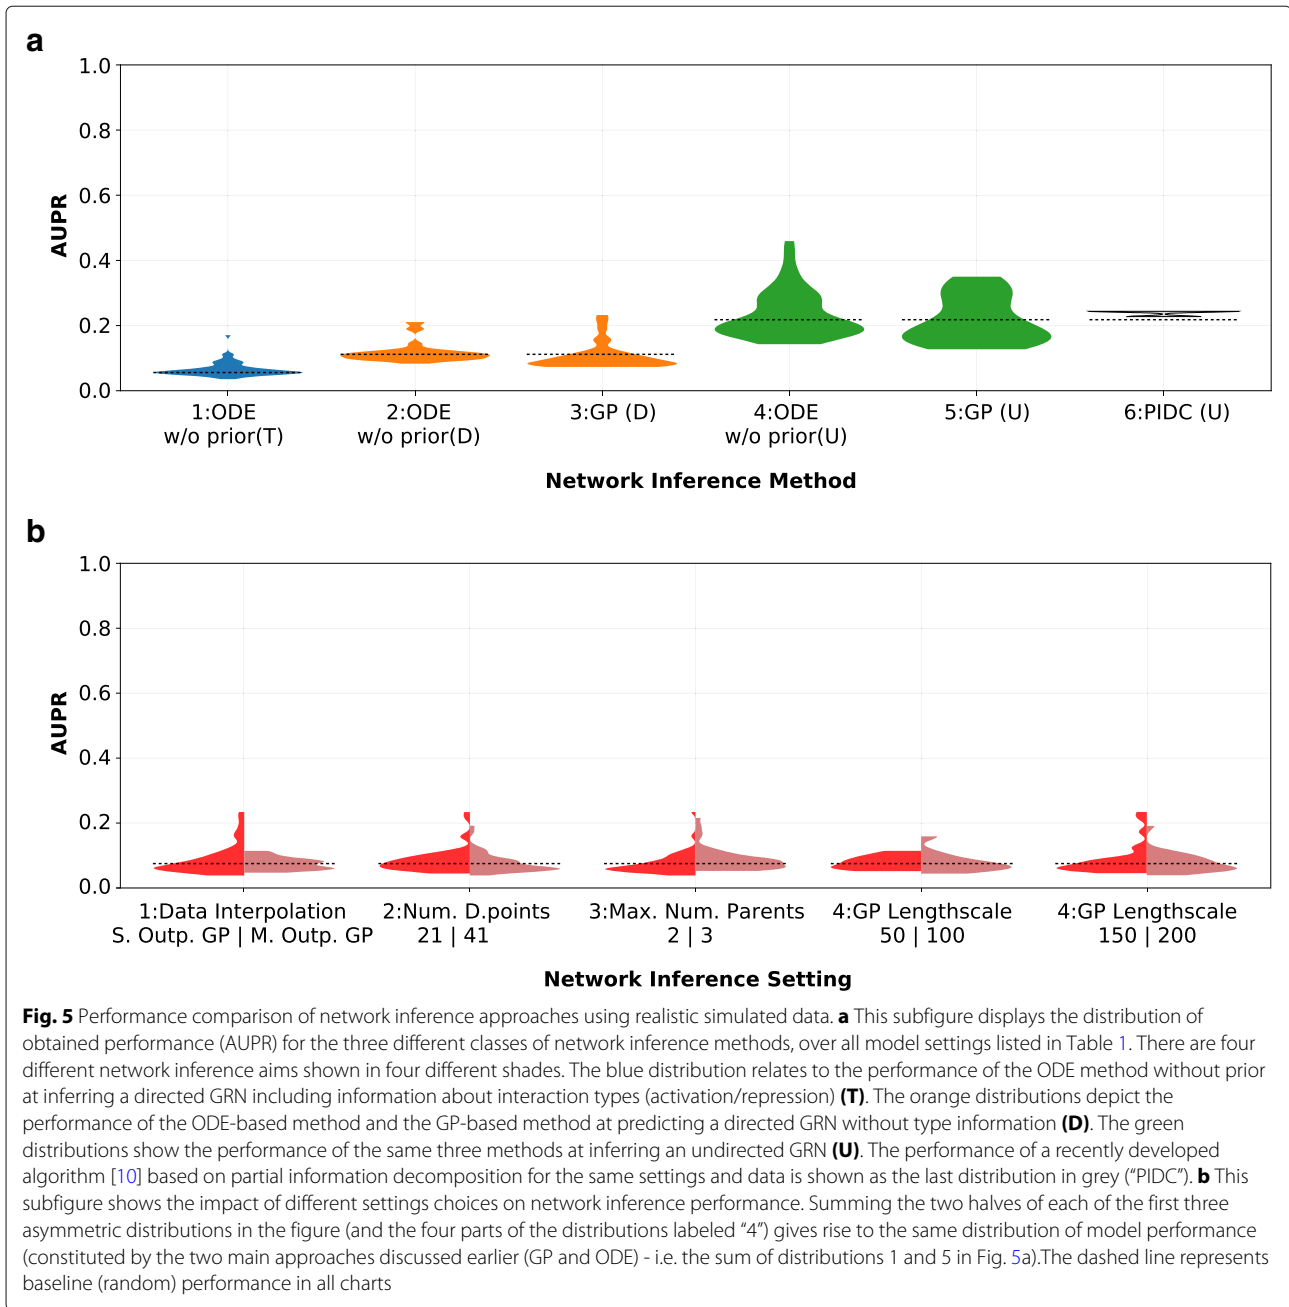 a
1.0
0.8
0.6
0.4
0.2
0.0
AUPR
1:ODE
w/o prior(T)
2:ODE
w/o prior(D)
3:GP (D)
4:ODE
w/o prior(U)
5:GP (U)
6:PIDC (U)
Network Inference Method
b
1.0
0.8
0.6
0.4
0.2
0.0
AUPR
1:Data Interpolation
S. Outp. GP | M. Outp. GP
2:Num. D.points
21 | 41
3:Max. Num. Parents
2 | 3
4:GP Lengthscale
50 | 100
4:GP Lengthscale
150 | 200
Network Inference Setting
Fig. 5 Performance comparison of network inference approaches using realistic simulated data. a This subfigure displays the distribution of
obtained performance (AUPR) for the three different classes of network inference methods, over all model settings listed in Table 1. There are four
different network inference aims shown in four different shades. The blue distribution relates to the performance of the ODE method without prior
at inferring a directed GRN including information about interaction types (activation/repression) (T). The orange distributions depict the
performance of the ODE-based method and the GP-based method at predicting a directed GRN without type information (D). The green
distributions show the performance of the same three methods at inferring an undirected GRN (U). The performance of a recently developed
algorithm [10] based on partial information decomposition for the same settings and data is shown as the last distribution in grey (“PIDC”). b This
subfigure shows the impact of different settings choices on network inference performance. Summing the two halves of each of the first three
asymmetric distributions in the figure (and the four parts of the distributions labeled “4”) gives rise to the same distribution of model performance
(constituted by the two main approaches discussed earlier (GP and ODE) - i.e. the sum of distributions 1 and 5 in Fig. 5a).The dashed line represents
baseline (random) performance in all charts